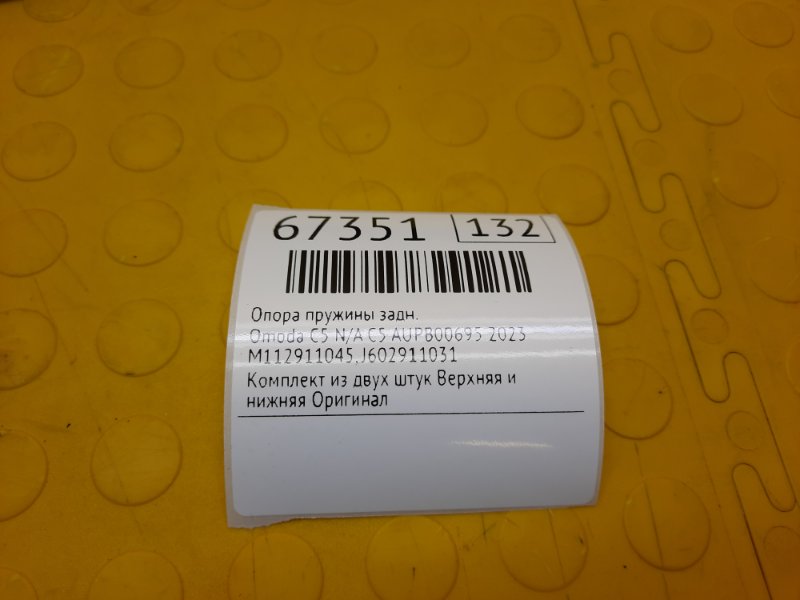 67351 132
Опора пружины задн.
Omoda C5 N/A C5 AUPB00695 2023
M112911045,J602911031
Комплект из двух штук Верхняя и
нижняя Оригинал